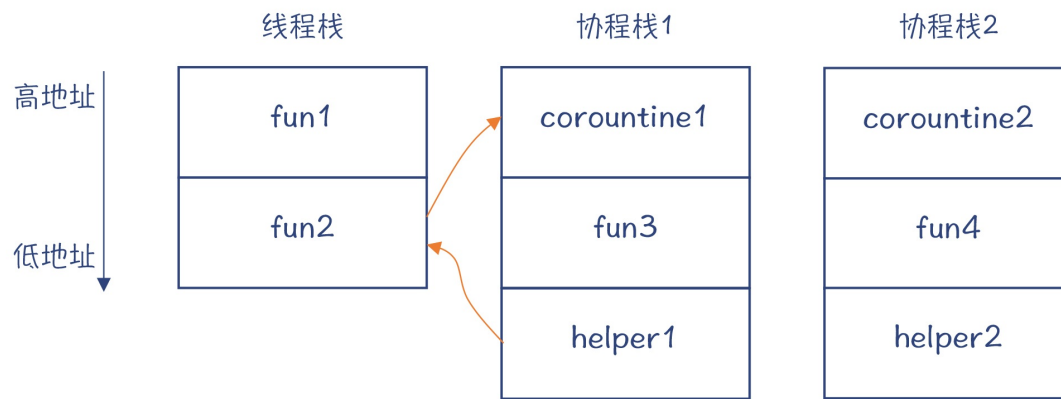 线程栈 协程栈1 协程栈2
高地址
fun1 corountine1 corountine2
fun2 fun3 fun4
低地址
helper1 helper2